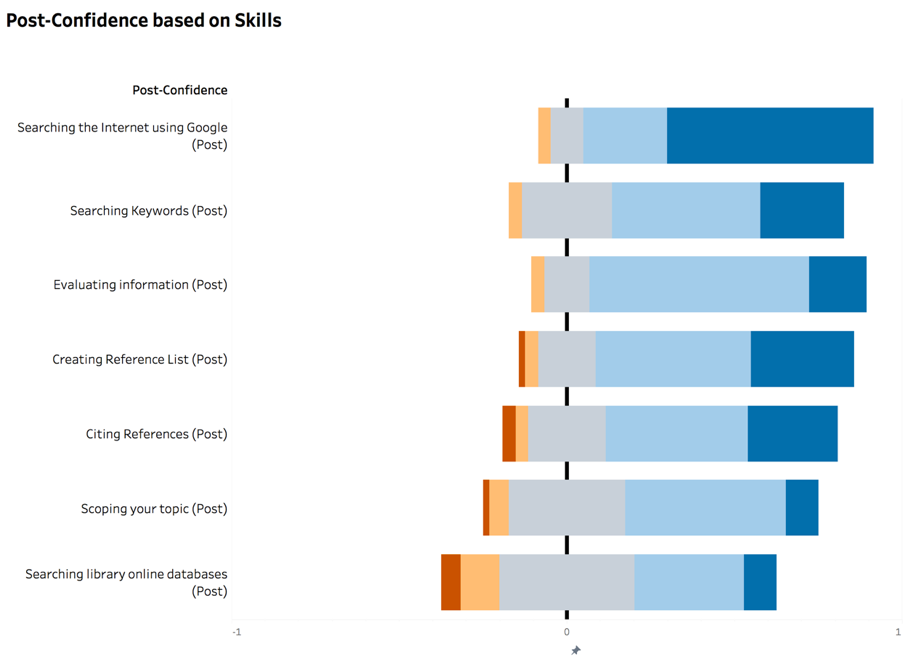 Post-Confidence based on Skills
Post-Confidence
Searching the Internet using Google
(Post)
Searching Keywords (Post)
Evaluating information (Post)
Creating Reference List (Post)
Citing References (Post)
Scoping your topic (Post)
Searching library online databases
(Post)
-1
0
1